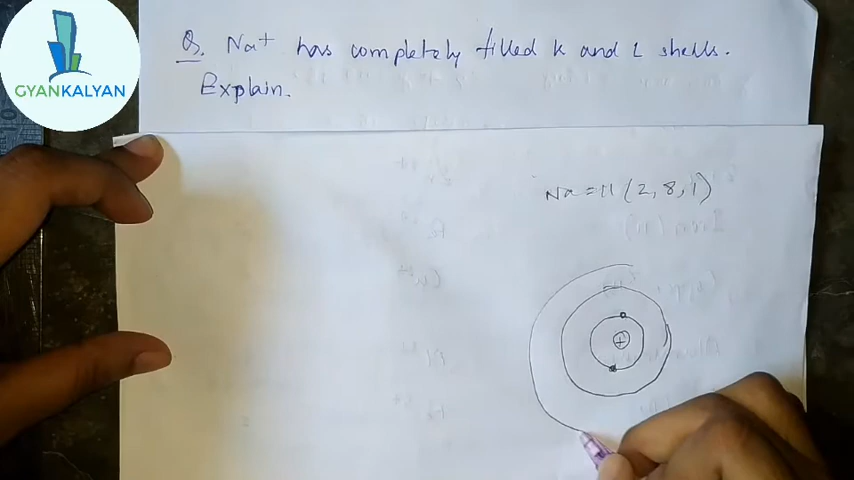 GYANKALYAN
Q. Na+ has completely filled k and L shells.
Explain.
Na = 11 (2, 8, 1)
+